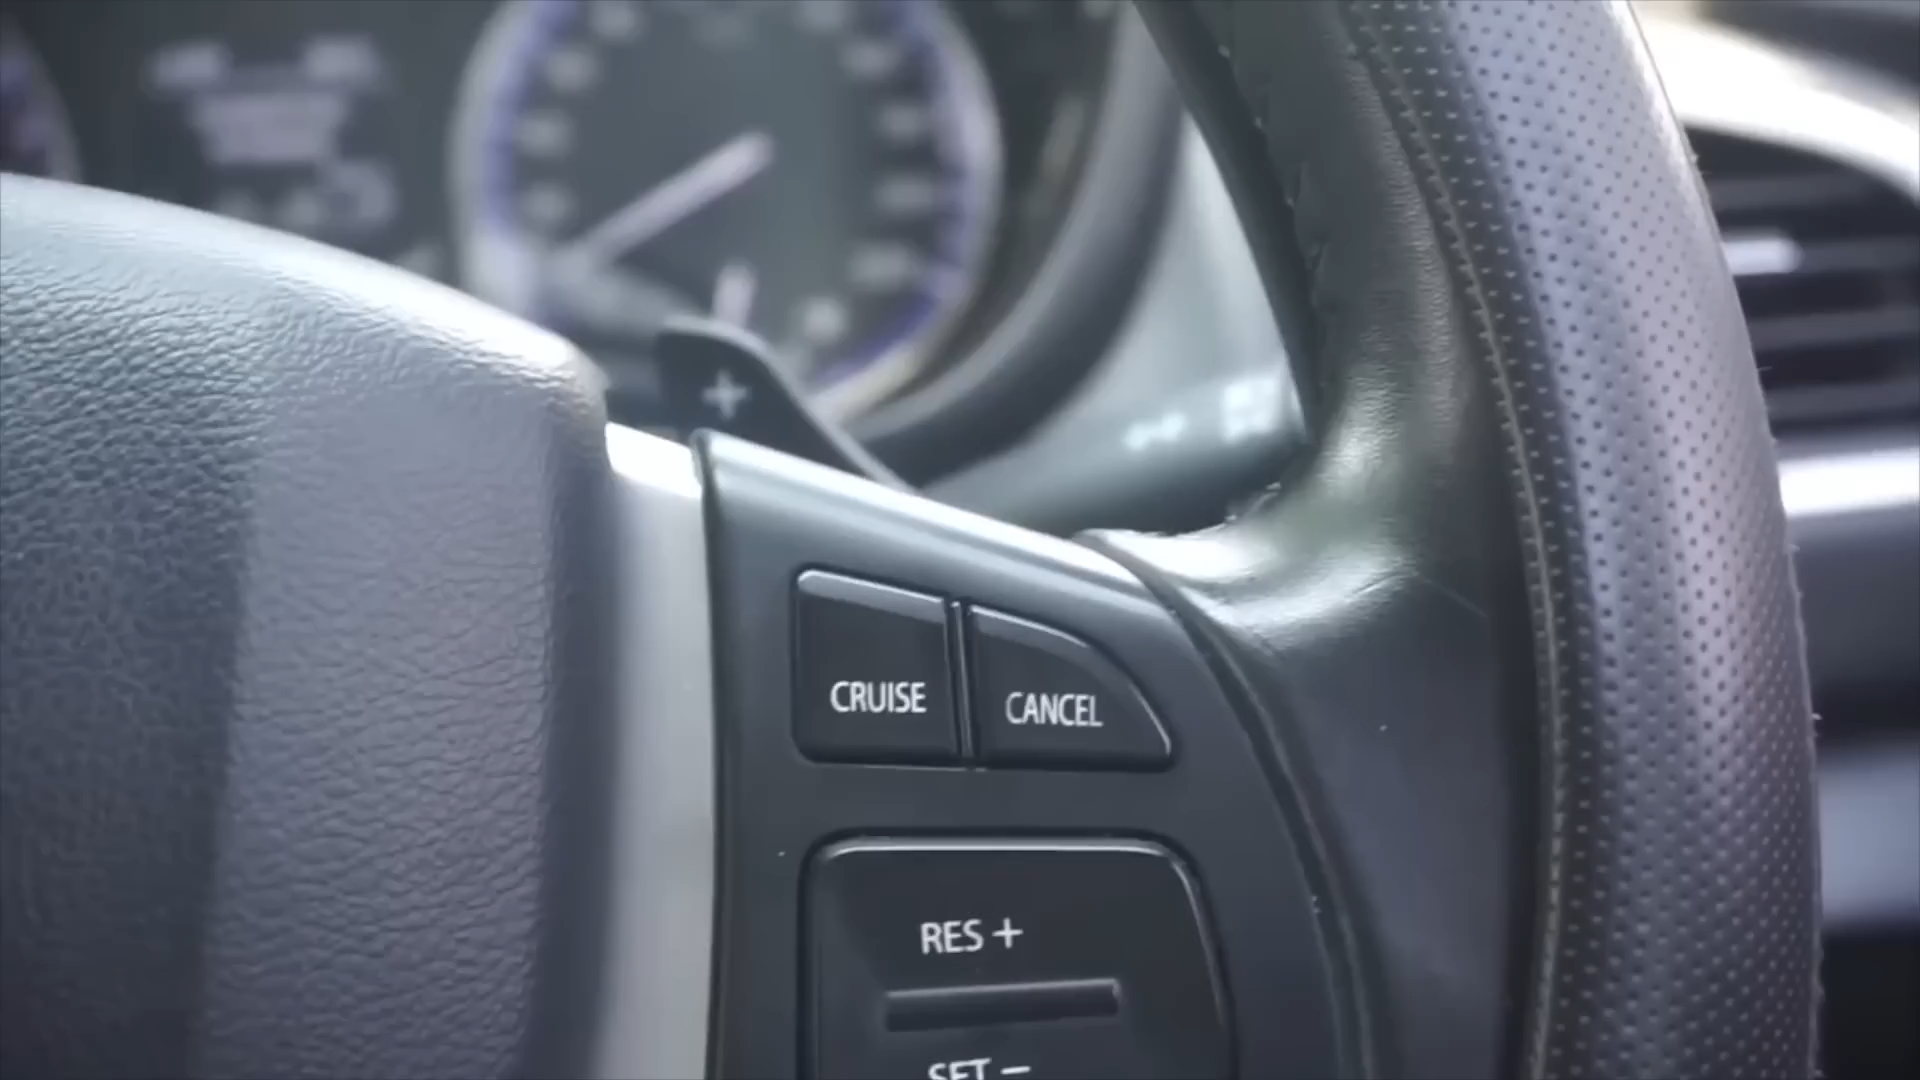 +
CRUISE
CANCEL
RES +
SET −